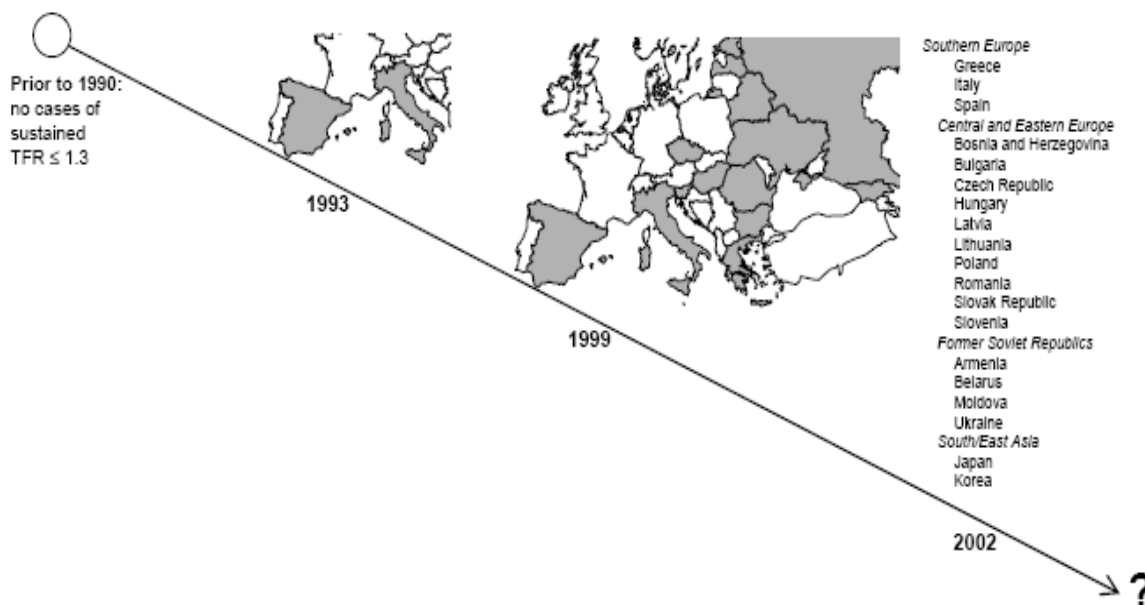 Prior to 1990:
no cases of
sustained
TFR ≤ 1.3
1993
1999
Southern Europe
Greece
Italy
Spain
Central and Eastern Europe
Bosnia and Herzegovina
Bulgaria
Czech Republic
Hungary
Latvia
Lithuania
Poland
Romania
Slovak Republic
Slovenia
Former Soviet Republics
Armenia
Belarus
Moldova
Ukraine
South/East Asia
Japan
Korea
2002
?